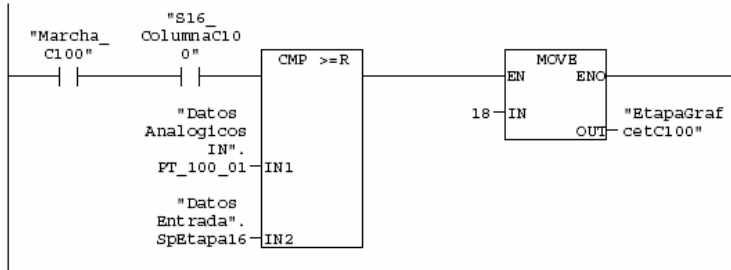 "Marcha_
C100"
"S16_
ColumnaC10
0"
CMP >=R
MOVE
EN ENO
18 IN
OUT
"EtapaGraf
cetC100"
"Datos
Analogicos
IN".
PT_100_01 IN1
"Datos
Entrada".
SpEtapa16 IN2